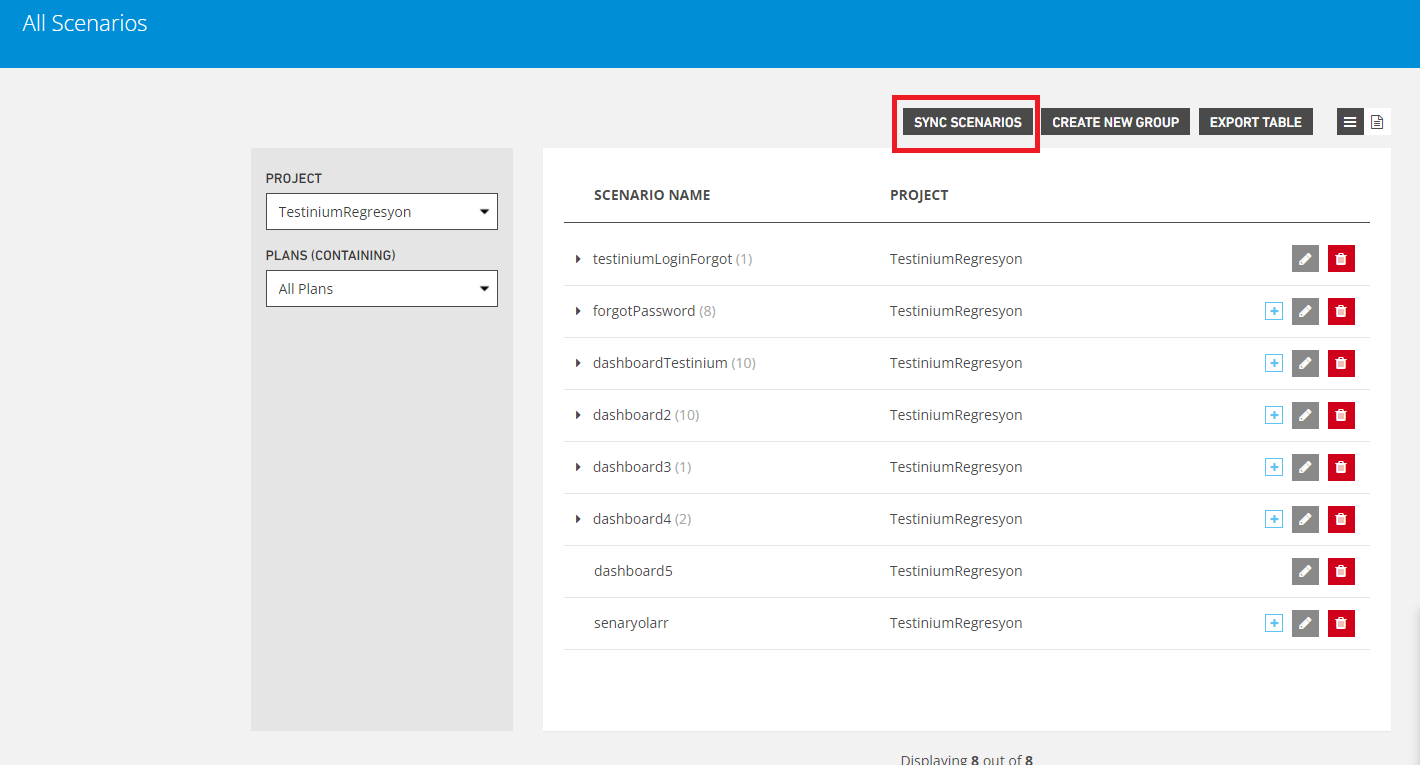 All Scenarios
SYNC SCENARIOS CREATE NEW GROUP EXPORT TABLE
PROJECT
TestiniumRegresyon
PLANS (CONTAINING)
All Plans
SCENARIO NAME PROJECT
testiniumLoginForgot (1) TestiniumRegresyon
forgotPassword (8) TestiniumRegresyon
dashboardTestinium (10) TestiniumRegresyon
dashboard2 (10) TestiniumRegresyon
dashboard3 (1) TestiniumRegresyon
dashboard4 (2) TestiniumRegresyon
dashboard5 TestiniumRegresyon
senaryolarr TestiniumRegresyon
Displaying 8 out of 8